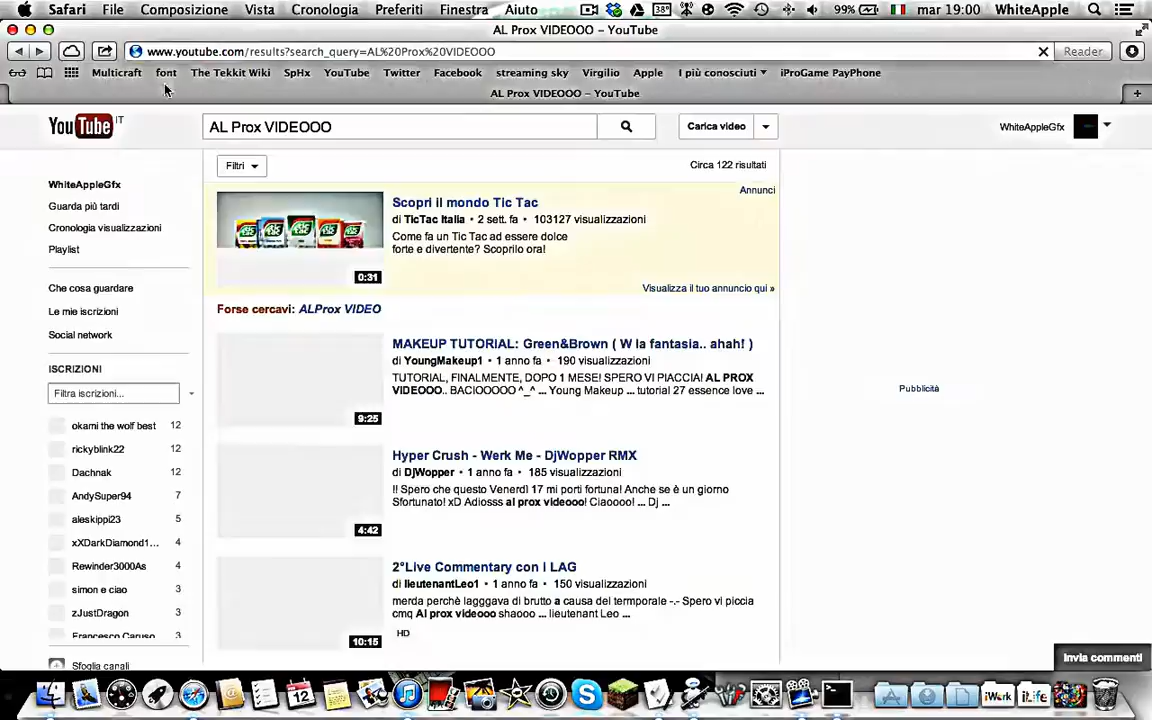 Safari File Modifica Composizione Vista Cronologia Preferiti Finestra Aiuto 38° 99% mar 19:00 WhiteApple
AL Prox VIDEOOO – YouTube
www.youtube.com/results?search_query=AL%20Prox%20VIDEOOO Reader
Multicraft font The Tekkit Wiki SpHx YouTube Twitter Facebook streaming sky Virgilio Apple I più conosciuti iProGame PayPhone
AL Prox VIDEOOO – YouTube
YouTube IT AL Prox VIDEOOO Carica video WhiteAppleGfx
Filtri Circa 122 risultati
WhiteAppleGfx
Guarda più tardi
Cronologia visualizzazioni
Playlist
Che cosa guardare
Le mie iscrizioni
Social network
ISCRIZIONI
Filtra iscrizioni...
okami the wolf best 12
rickyblink22 12
Dachnak 12
AndySuper94 7
aleskippi23 5
xXDarkDiamond1... 4
Rewinder3000As 4
simon e ciao 3
zJustDragon 3
Francesco Caruso 3
Sfoglia canali
Annunci
Scopri il mondo Tic Tac
di TicTac Italia • 2 sett. fa • 103127 visualizzazioni
Come fa un Tic Tac ad essere dolce
forte e divertente? Scoprilo ora!
0:31
Visualizza il tuo annuncio qui »
Forse cercavi: ALProx VIDEO
MAKEUP TUTORIAL: Green&Brown ( W la fantasia.. ahah! )
di YoungMakeup1 • 1 anno fa • 190 visualizzazioni
TUTORIAL, FINALMENTE, DOPO 1 MESE! SPERO VI PIACCIA! AL PROX
VIDEOOO.. BACIOOOOO ^_^ ... Young Makeup ... tutorial 27 essence love ...
9:25
Hyper Crush - Werk Me - DjWopper RMX
di DjWopper • 1 anno fa • 185 visualizzazioni
!! Spero che questo Venerdì 17 mi porti fortuna! Anche se è un giorno
Sfortunato! xD Adiosss al prox videooo! Ciaoooo! ... Dj ...
4:42
2°Live Commentary con i LAG
di lieutenantLeo1 • 1 anno fa • 150 visualizzazioni
merda perchè lagggava di brutto a causa del termporale -.- Spero vi piccia
cmq Al prox videooo shaooo ... lieutenant Leo ...
HD
10:15
Pubblicità
Invia commenti
12 iWork iLife